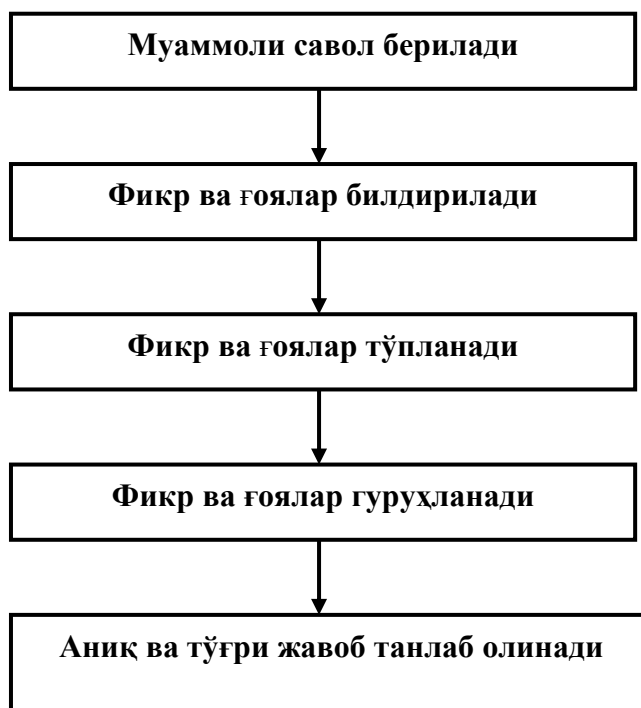 Муаммоли савол берилади
Фикр ва ғоялар билдирилади
Фикр ва ғоялар тўпланади
Фикр ва ғоялар гуруҳланади
Аниқ ва тўғри жавоб танлаб олинади